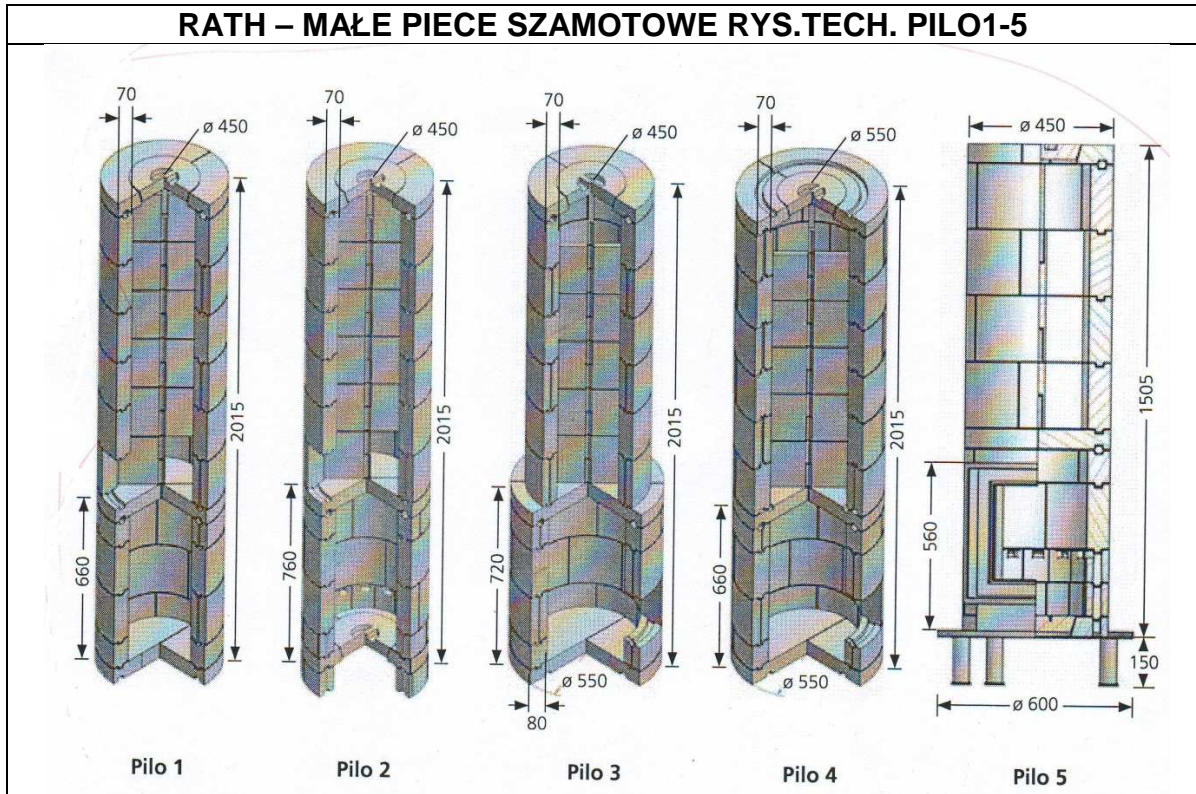 RATH – MAŁE PIECE SZAMOTOWE RYS.TECH. PILO1-5
70
ø 450
2015
660
Pilo 1
70
ø 450
2015
760
Pilo 2
70
ø 450
2015
720
ø 550
80
Pilo 3
70
ø 550
2015
660
ø 550
Pilo 4
ø 450
1505
560
150
ø 600
Pilo 5